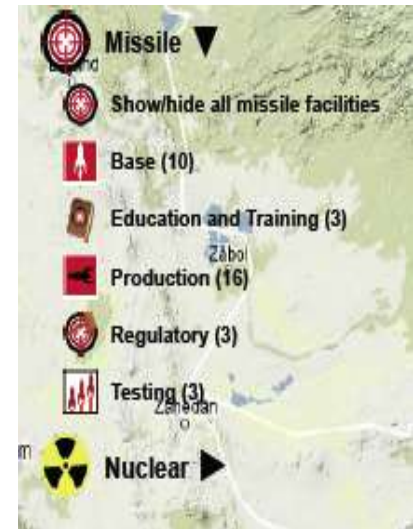 Missile
Show/hide all missile facilities
Base (10)
Education and Training (3)
Zābol
Production (16)
Regulatory (3)
Testing (3)
Zahedan
Nuclear